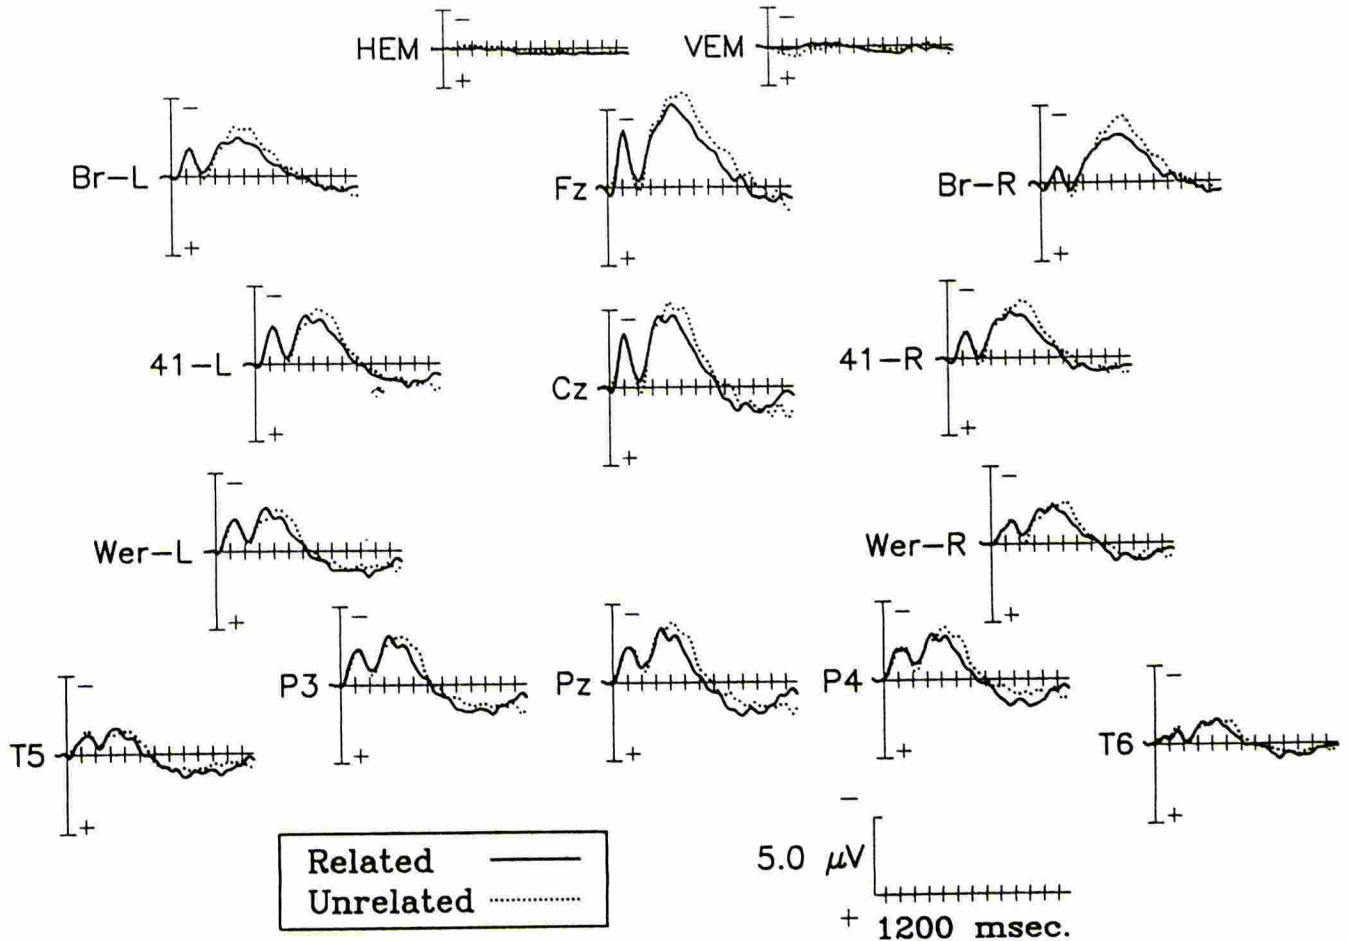 HEM
VEM
Br-L
Fz
Br-R
41-L
Cz
41-R
Wer-L
Wer-R
P3
Pz
P4
T5
T6
Related
Unrelated
5.0 μV
1200 msec.